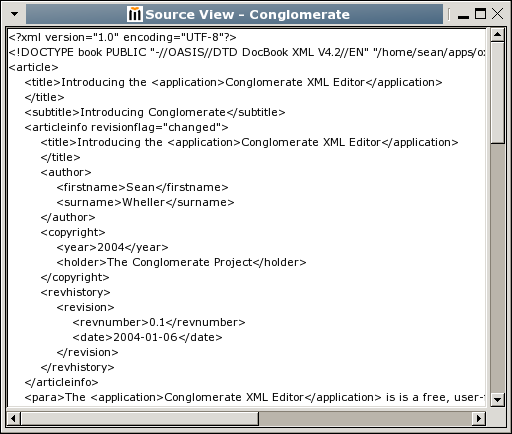 Source View – Conglomerate
<?xml version="1.0" encoding="UTF-8"?>
<!DOCTYPE book PUBLIC "-//OASIS//DTD DocBook XML V4.2//EN" "/home/sean/apps/ox
<article>
<title>Introducing the <application>Conglomerate XML Editor</application>
</title>
<subtitle>Introducing Conglomerate</subtitle>
<articleinfo revisionflag="changed">
<title>Introducing the <application>Conglomerate XML Editor</application>
</title>
<author>
<firstname>Sean</firstname>
<surname>Wheller</surname>
</author>
<copyright>
<year>2004</year>
<holder>The Conglomerate Project</holder>
</copyright>
<revhistory>
<revision>
<revnumber>0.1</revnumber>
<date>2004-01-06</date>
</revision>
</revhistory>
</articleinfo>
<para>The <application>Conglomerate XML Editor</application> is is a free, user-